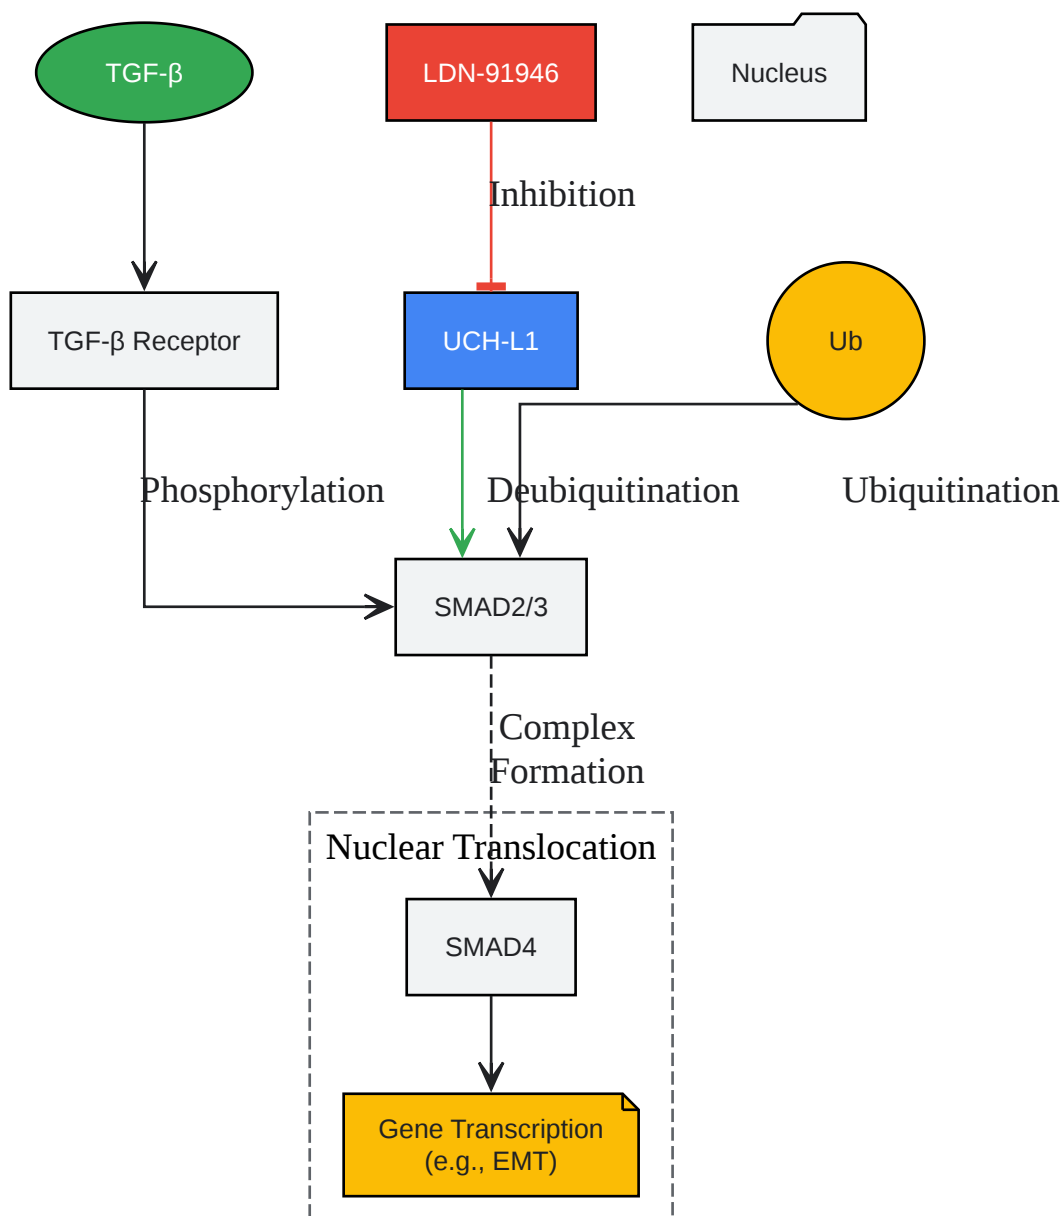 TGF-β
LDN-91946
Nucleus
Inhibition
TGF-β Receptor
UCH-L1
Ub
Phosphorylation
Deubiquitination
Ubiquitination
SMAD2/3
Complex
Formation
Nuclear Translocation
SMAD4
Gene Transcription
(e.g., EMT)